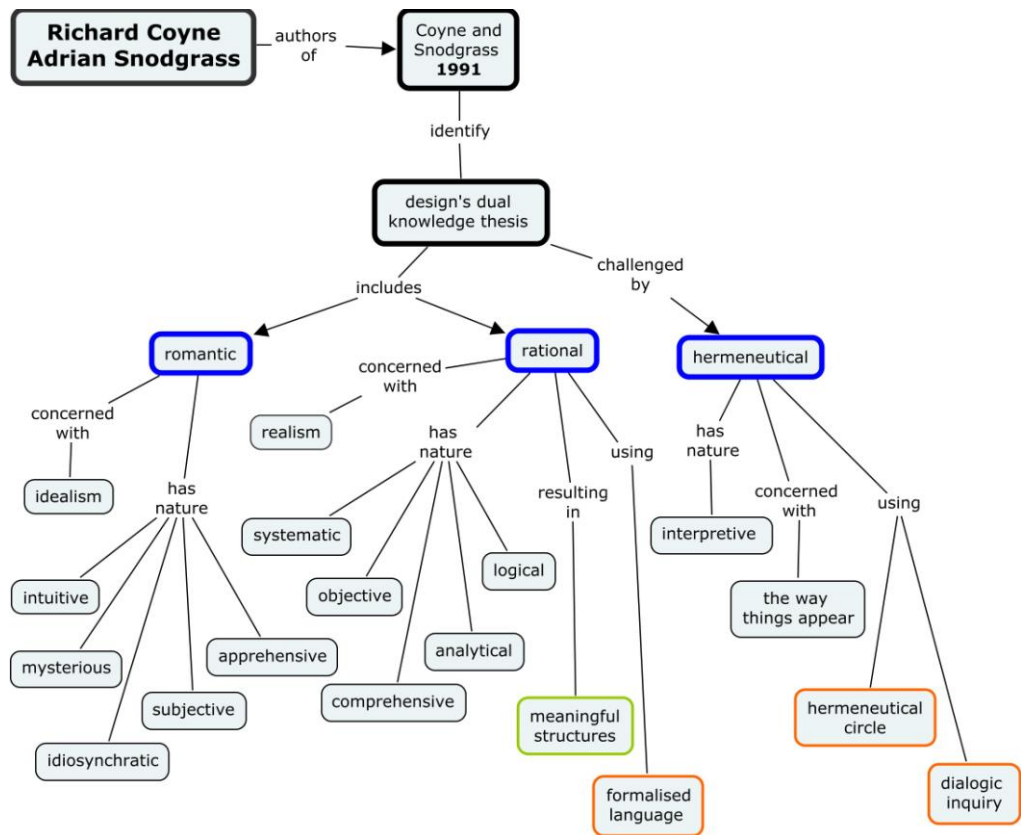 Richard Coyne
Adrian Snodgrass
authors
of
Coyne and
Snodgrass
1991
identify
design's dual
knowledge thesis
includes
challenged
by
romantic
rational
hermeneutical
concerned
with
idealism
has
nature
intuitive
mysterious
idiosynchratic
subjective
apprehensive
concerned
with
realism
has
nature
systematic
objective
comprehensive
analytical
logical
resulting
in
meaningful
structures
using
formalised
language
has
nature
interpretive
concerned
with
the way
things appear
using
hermeneutical
circle
dialogic
inquiry